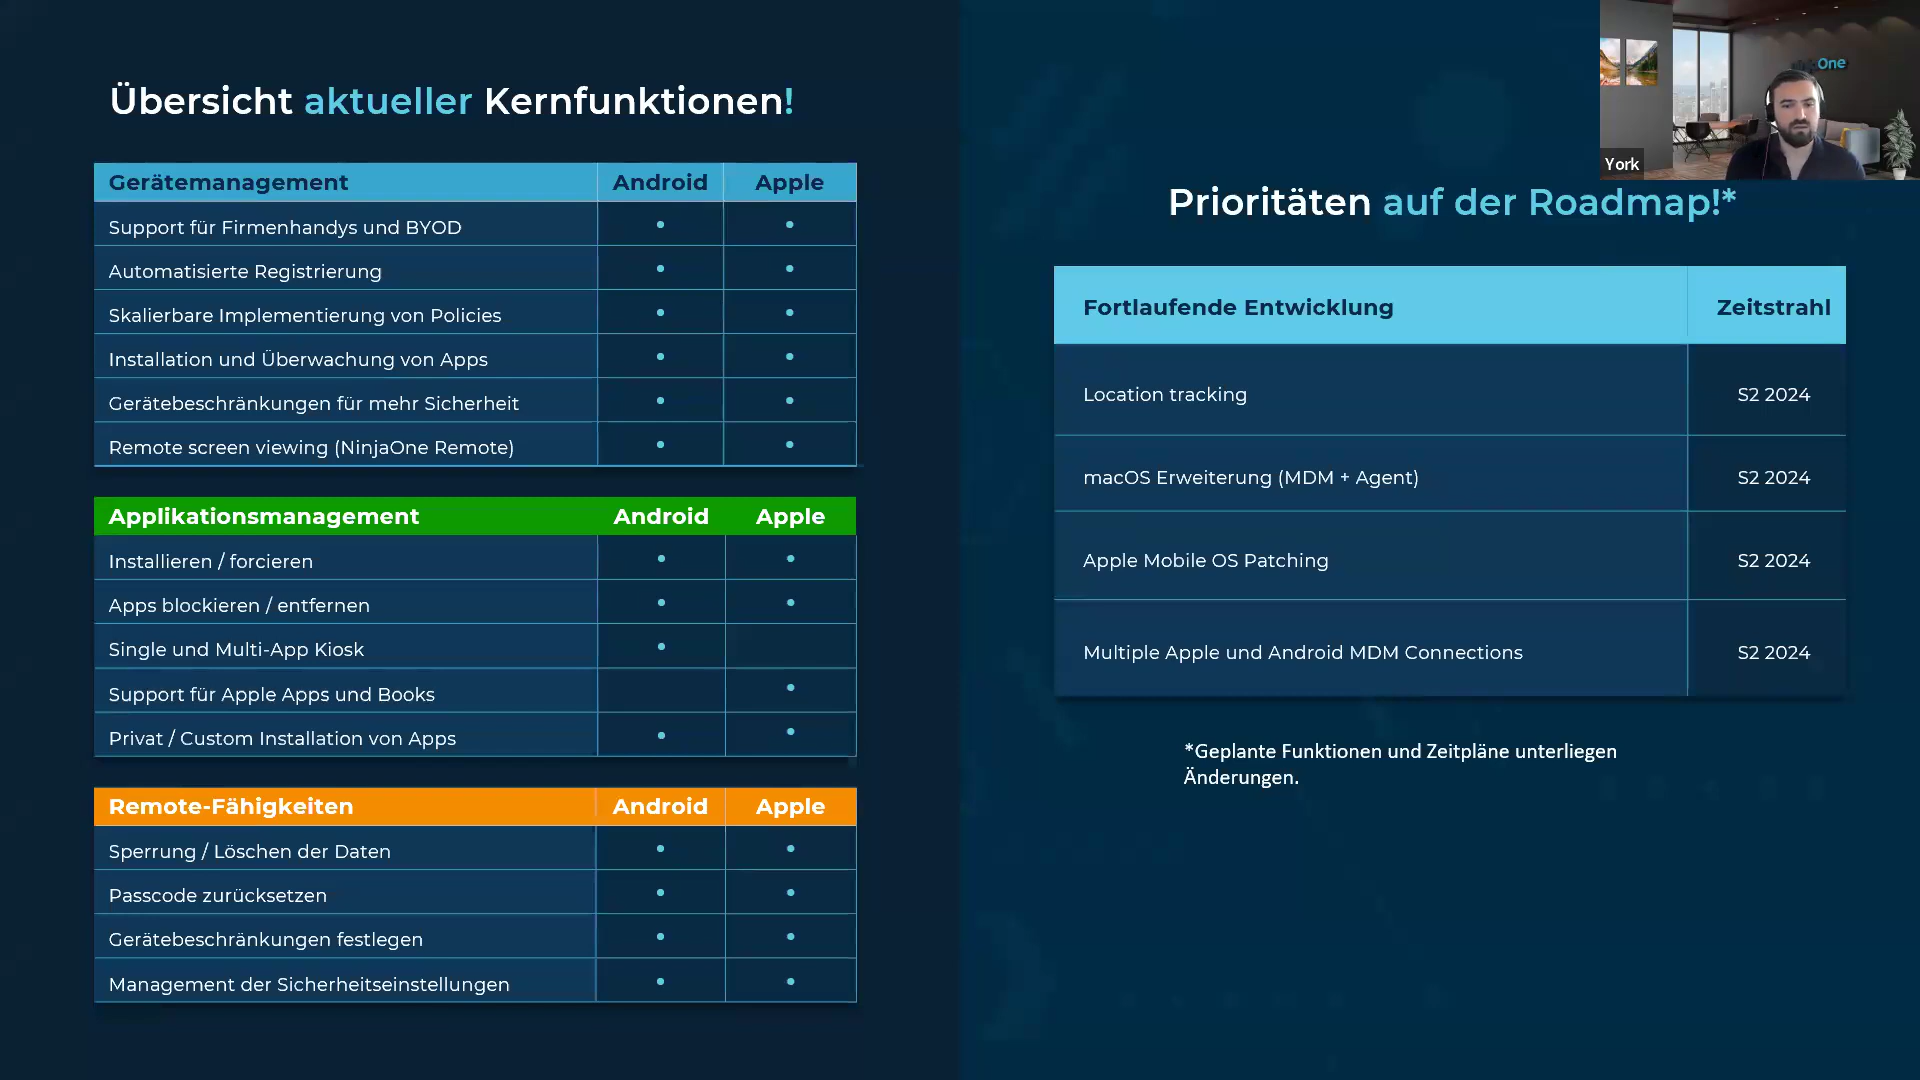 Übersicht aktueller Kernfunktionen!
Gerätemanagement Android Apple
Support für Firmenhandys und BYOD • •
Automatisierte Registrierung • •
Skalierbare Implementierung von Policies • •
Installation und Überwachung von Apps • •
Gerätebeschränkungen für mehr Sicherheit • •
Remote screen viewing (NinjaOne Remote) • •
Applikationsmanagement Android Apple
Installieren / forcieren • •
Apps blockieren / entfernen • •
Single und Multi-App Kiosk •
Support für Apple Apps und Books •
Privat / Custom Installation von Apps • •
Remote-Fähigkeiten Android Apple
Sperrung / Löschen der Daten • •
Passcode zurücksetzen • •
Gerätebeschränkungen festlegen • •
Management der Sicherheitseinstellungen • •
One
York
Prioritäten auf der Roadmap!*
Fortlaufende Entwicklung Zeitstrahl
Location tracking S2 2024
macOS Erweiterung (MDM + Agent) S2 2024
Apple Mobile OS Patching S2 2024
Multiple Apple und Android MDM Connections S2 2024
*Geplante Funktionen und Zeitpläne unterliegen
Änderungen.